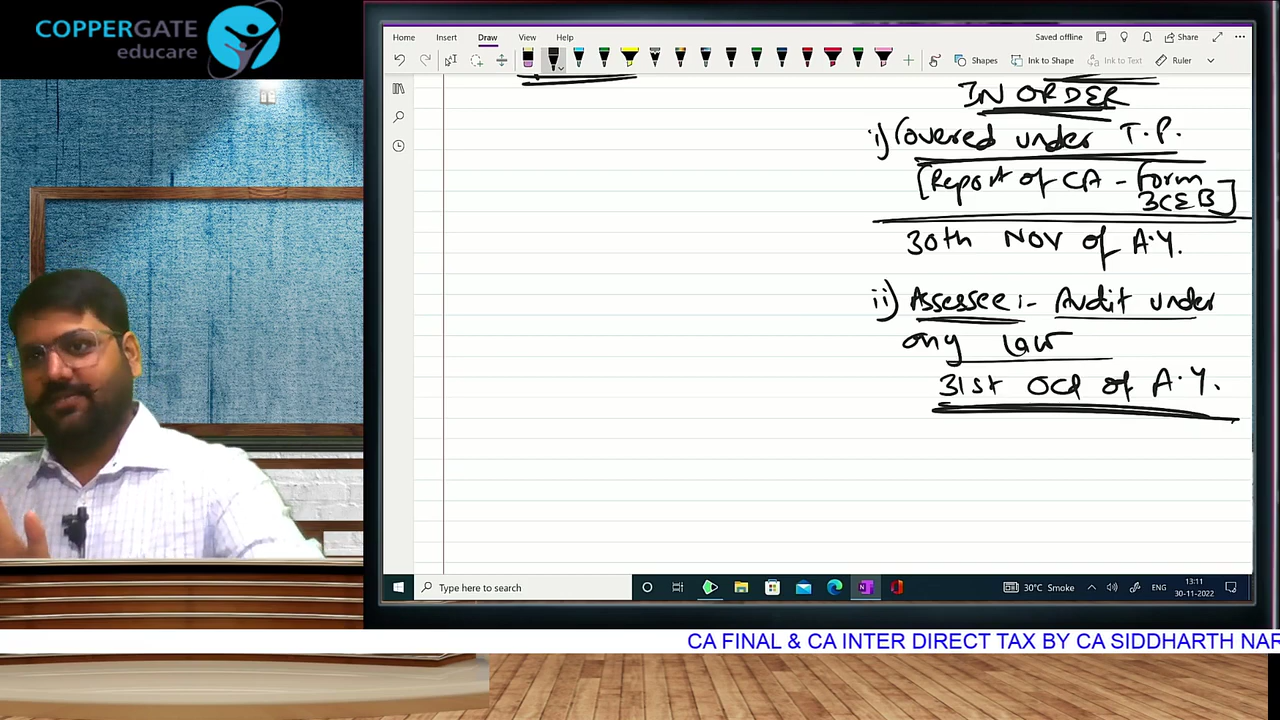 COPPERGATE
educare
Home Insert Draw View Help
Saved offline
Share
Shapes
Ink to Shape
Ink to Text
Ruler
IN ORDER
i) Covered under T.P.
[Report of CA - Form
3CEB]
30th NOV of A.Y.
ii) Assessee :- Audit under
any law
31st Oct of A.Y.
Type here to search
30°C Smoke
ENG
13:11
30-11-2022
CA FINAL & CA INTER DIRECT TAX BY CA SIDDHARTH NAR